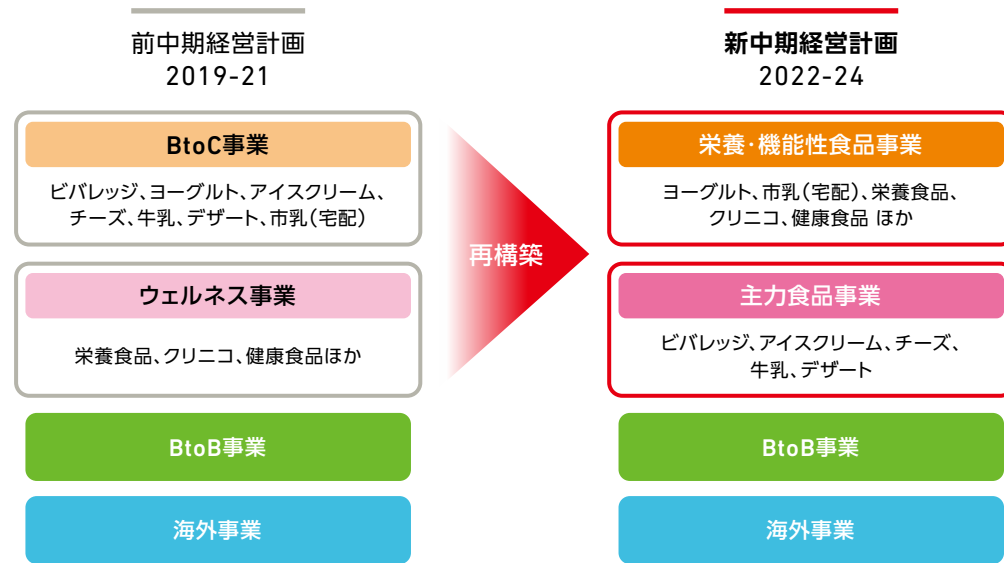 前中期経営計画
2019-21
BtoC事業
ビバレッジ、ヨーグルト、アイスクリーム、
チーズ、牛乳、デザート、市乳(宅配)
ウェルネス事業
栄養食品、クリニコ、健康食品ほか
BtoB事業
海外事業
再構築
新中期経営計画
2022-24
栄養・機能性食品事業
ヨーグルト、市乳(宅配)、栄養食品、
クリニコ、健康食品 ほか
主力食品事業
ビバレッジ、アイスクリーム、チーズ、
牛乳、デザート
BtoB事業
海外事業